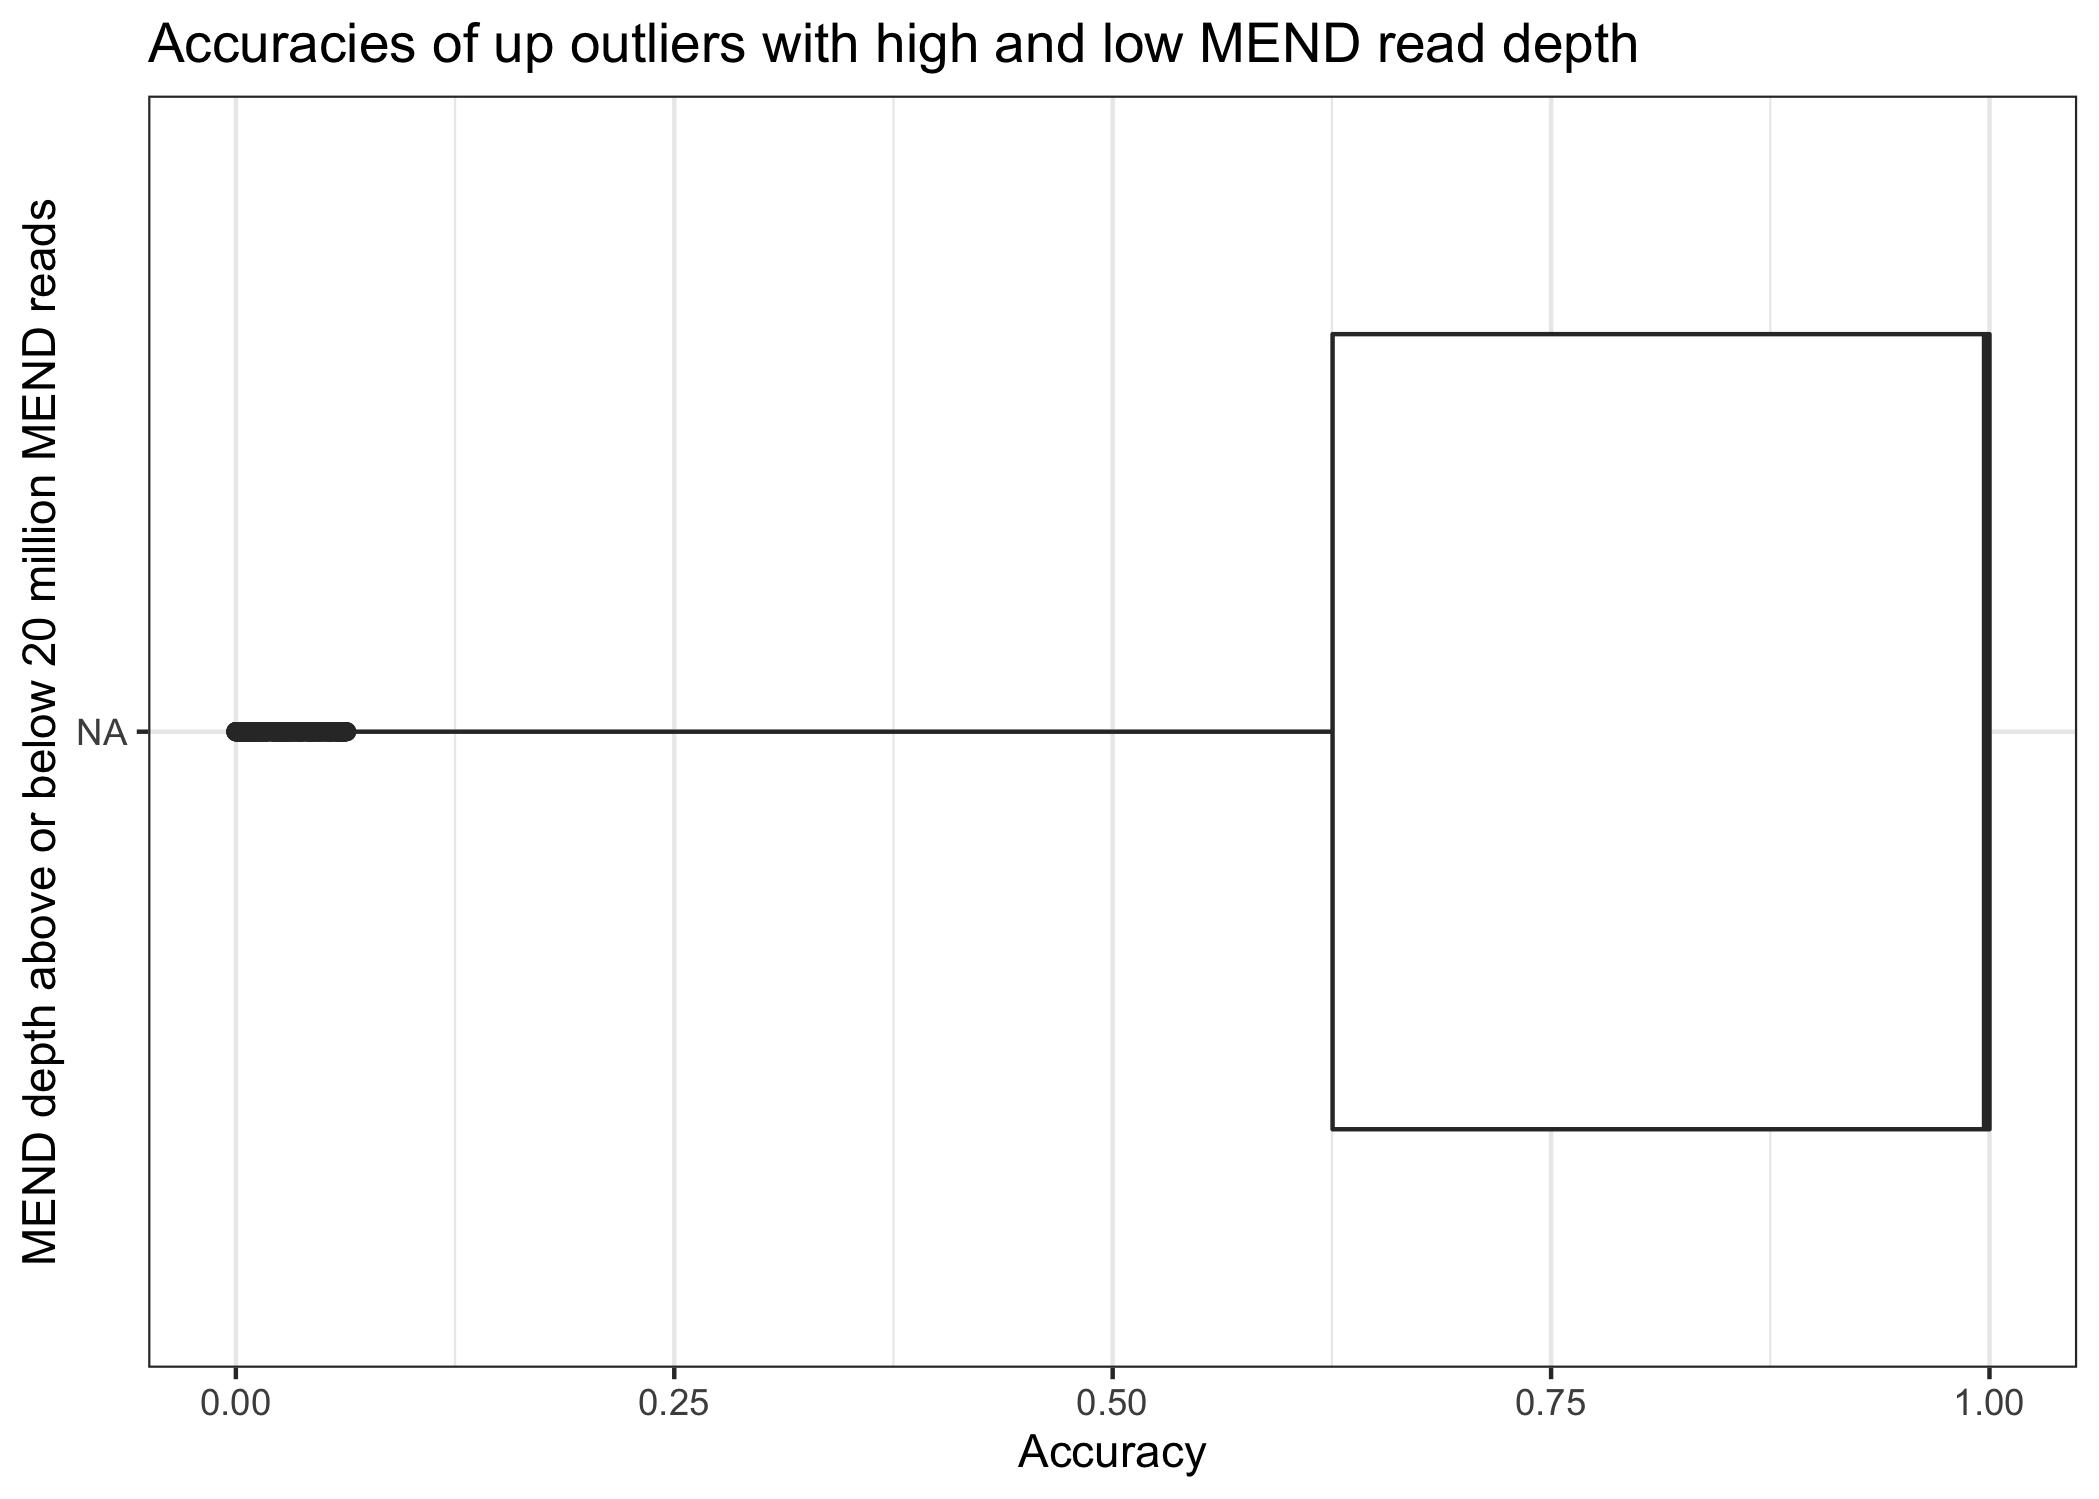 Accuracies of up outliers with high and low MEND read depth
MEND depth above or below 20 million MEND reads
NA
0.00 0.25 0.50 0.75 1.00
Accuracy